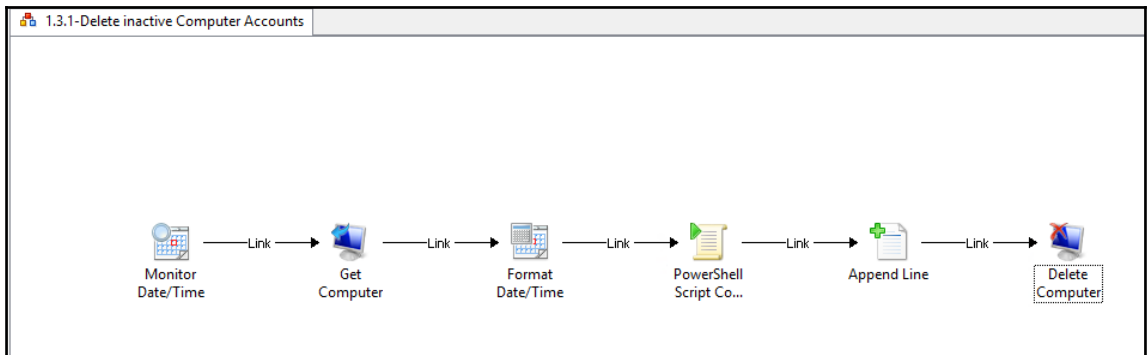 1.3.1-Delete inactive Computer Accounts
Link
Link
Link
Link
Link
Monitor
Date/Time
Get
Computer
Format
Date/Time
PowerShell
Script Co...
Append Line
Delete
Computer